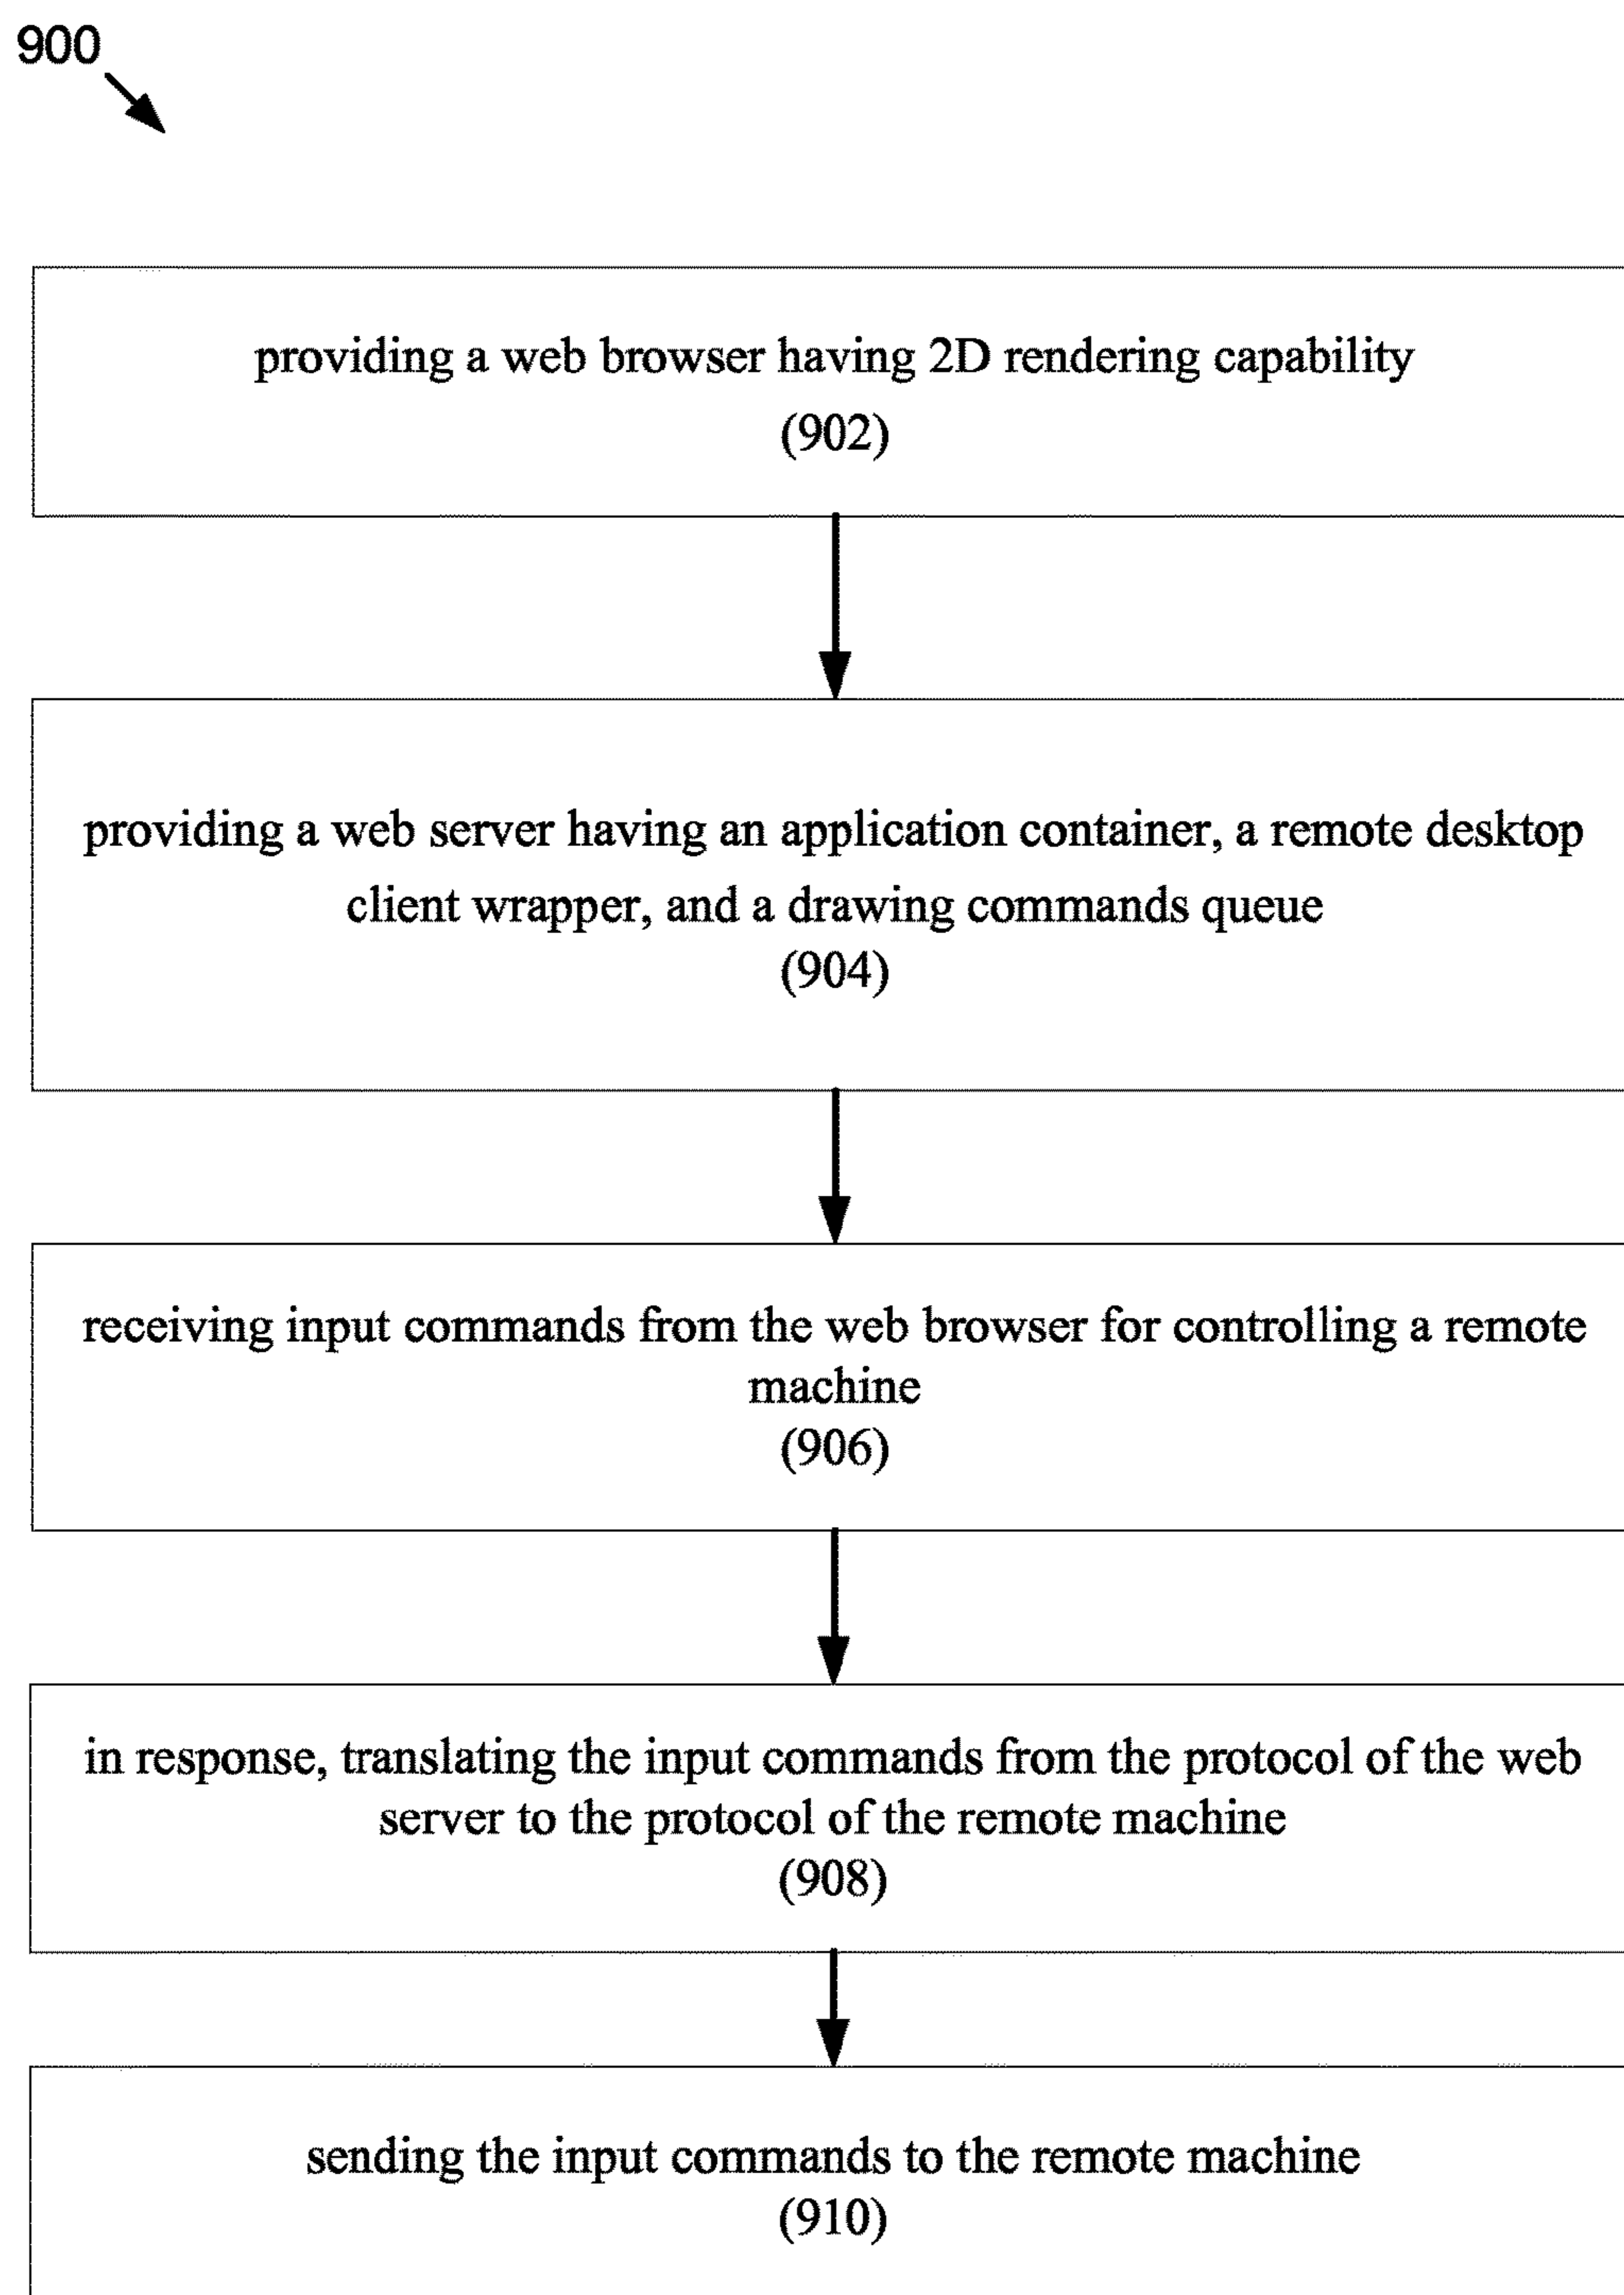 900
providing a web browser having 2D rendering capability
(902)
providing a web server having an application container, a remote desktop
client wrapper, and a drawing commands queue
(904)
receiving input commands from the web browser for controlling a remote
machine
(906)
in response, translating the input commands from the protocol of the web
server to the protocol of the remote machine
(908)
sending the input commands to the remote machine
(910)